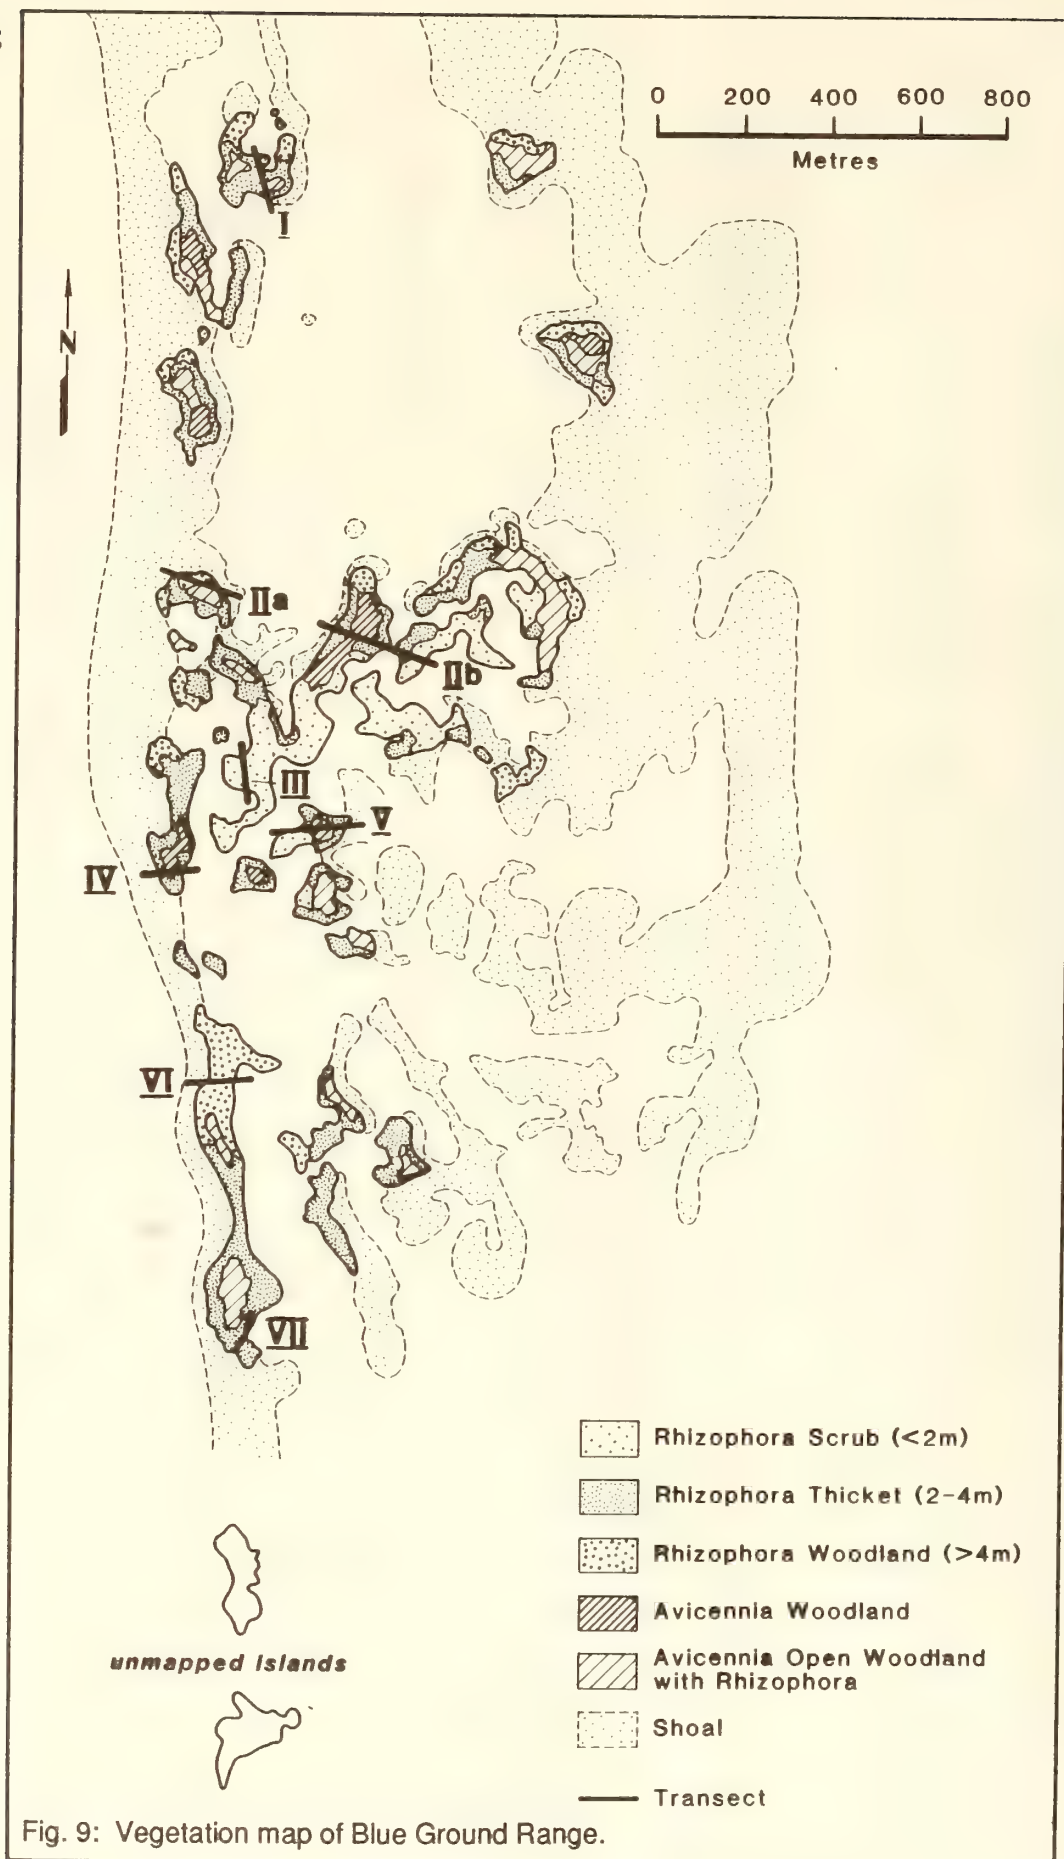 0 200 400 600 800
Metres
I
N
IIa
IIb
III
V
IV
VI
VII
Rhizophora Scrub (<2m)
Rhizophora Thicket (2-4m)
Rhizophora Woodland (>4m)
Avicennia Woodland
Avicennia Open Woodland
with Rhizophora
Shoal
Transect
unmapped islands
Fig. 9: Vegetation map of Blue Ground Range.